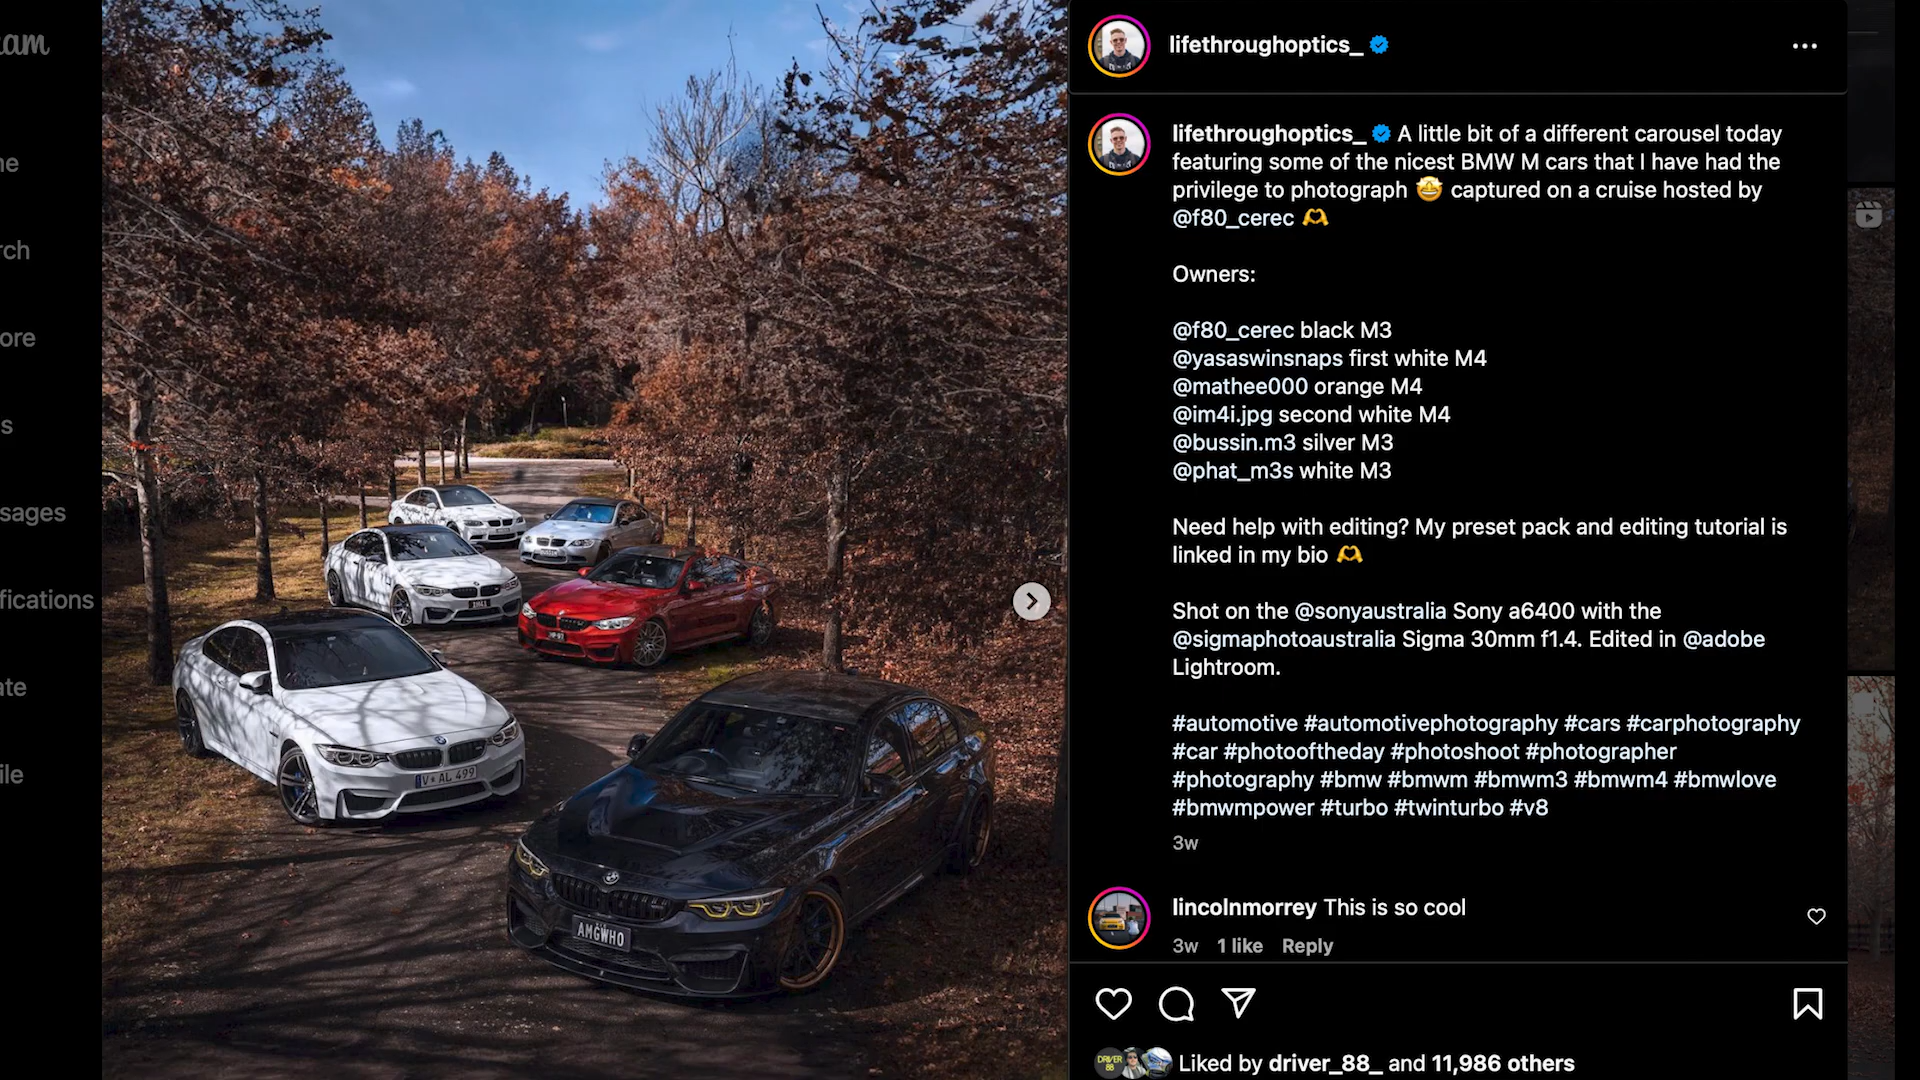 am
lifethroughoptics_
lifethroughoptics_ A little bit of a different carousel today
featuring some of the nicest BMW M cars that I have had the
privilege to photograph 🤩 captured on a cruise hosted by
@f80_cerec 🫶
Owners:
@f80_cerec black M3
@yasaswinsnaps first white M4
@mathee000 orange M4
@im4i.jpg second white M4
@bussin.m3 silver M3
@phat_m3s white M3
Need help with editing? My preset pack and editing tutorial is
linked in my bio 🫶
Shot on the @sonyaustralia Sony a6400 with the
@sigmaphotoaustralia Sigma 30mm f1.4. Edited in @adobe
Lightroom.
#automotive #automotivephotography #cars #carphotography
#car #photooftheday #photoshoot #photographer
#photography #bmw #bmwm #bmwm3 #bmwm4 #bmwlove
#bmwmpower #turbo #twinturbo #v8
3w
lincolnmorrey This is so cool
3w 1 like Reply
Liked by driver_88_ and 11,986 others
ne
rch
ore
s
sages
fications
ate
ile
V AL 499
AMGWHO
DRIVER
88